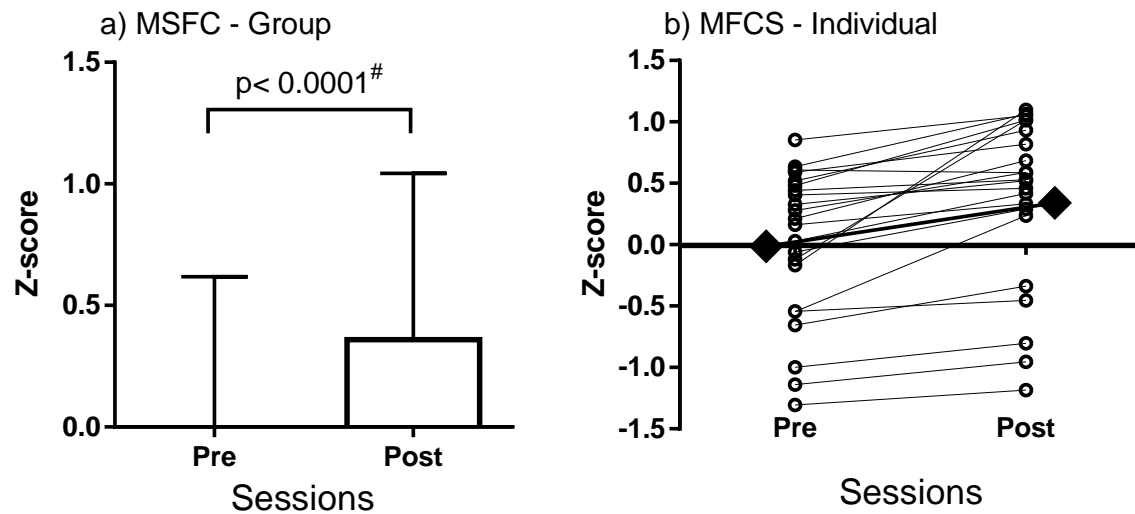 a) MSFC - Group
1.5
1.0
0.5
0.0
Z-score
p< 0.0001#
Pre
Post
Sessions
b) MFCS - Individual
1.5
1.0
0.5
0.0
-0.5
-1.0
-1.5
Z-score
Pre
Post
Sessions